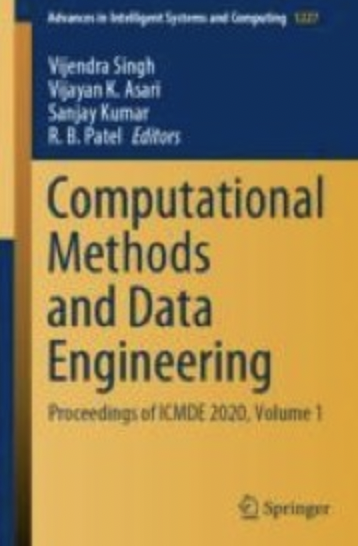 Advances in Intelligent Systems and Computing 1227
Vijendra Singh
Vijayan K. Asari
Sanjay Kumar
R. B. Patel Editors
Computational
Methods
and Data
Engineering
Proceedings of ICMDE 2020, Volume 1
Springer